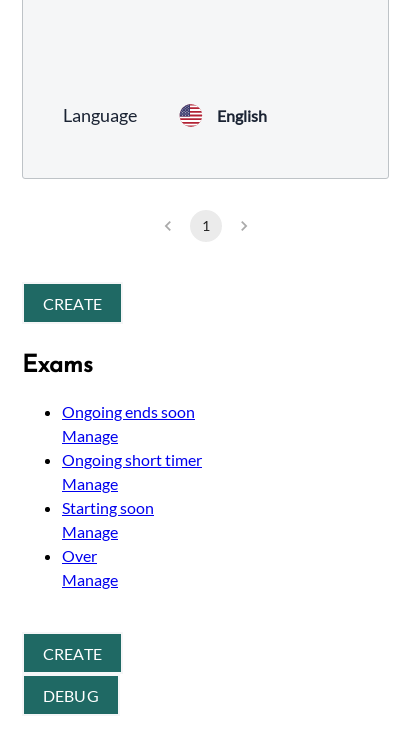 Language English
1
CREATE
Exams
Ongoing ends soon
Manage
Ongoing short timer
Manage
Starting soon
Manage
Over
Manage
CREATE
DEBUG